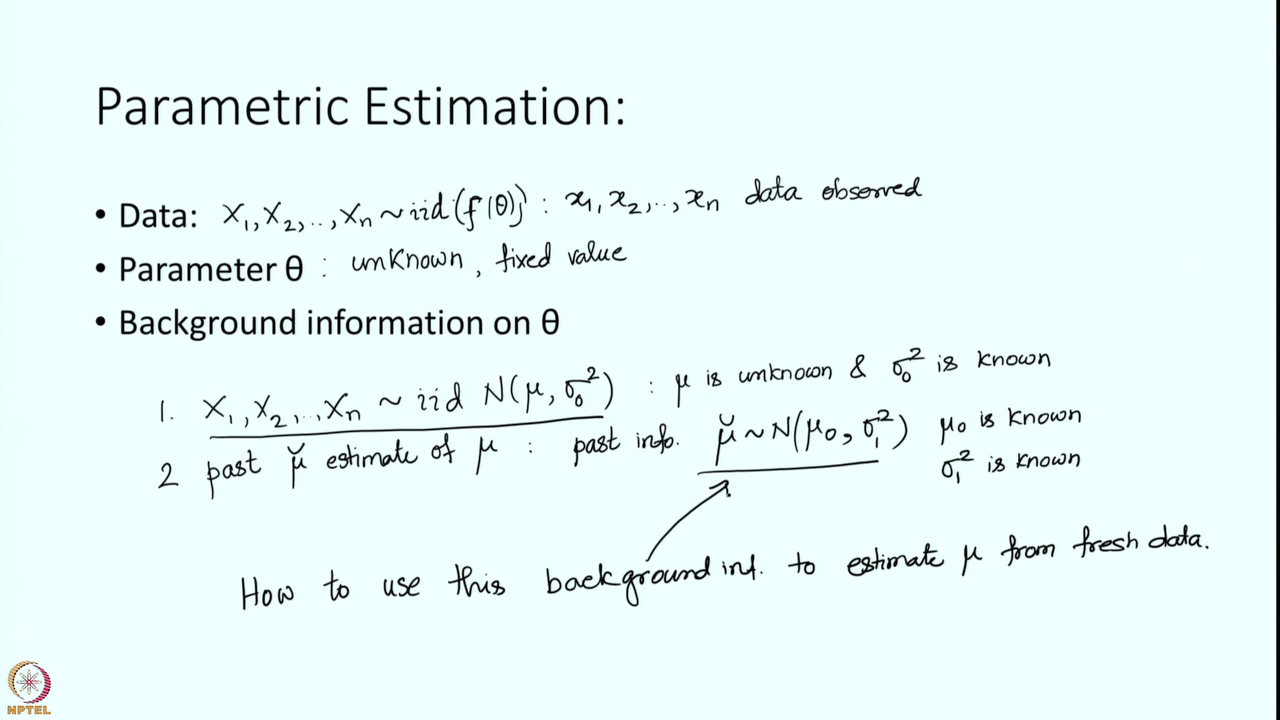 Parametric Estimation:
• Data: X₁, X₂, .., Xₙ ~ iid (f|θ) : x₁, x₂, .., xₙ data observed
• Parameter θ : unknown, fixed value
• Background information on θ
1. X₁, X₂, .., Xₙ ~ iid N(μ, σ₀²) : μ is unknown & σ₀² is known
2 past μ̆ estimate of μ : past info. μ̆ ~ N(μ₀, σ₁²) μ₀ is known
σ₁² is known
How to use this background inf. to estimate μ from fresh data.
NPTEL